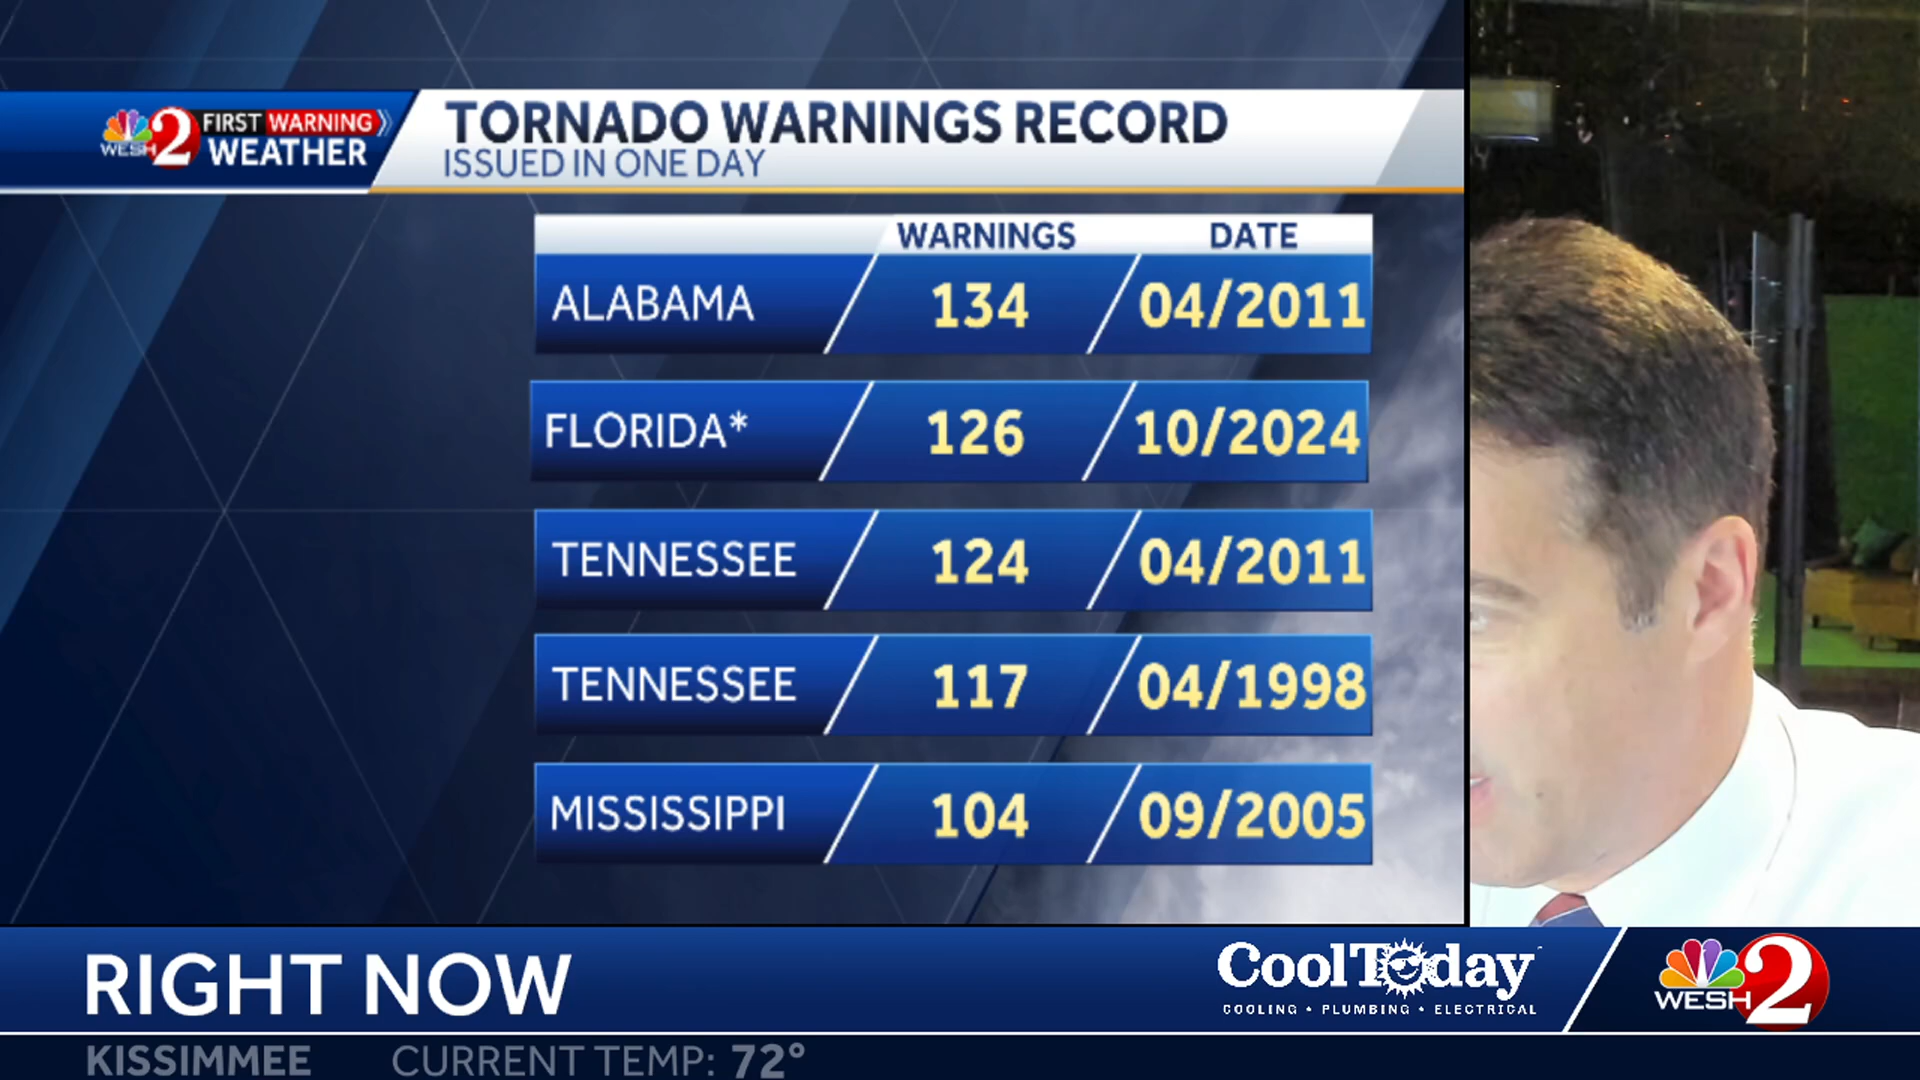 WESH 2 FIRST WARNING WEATHER
TORNADO WARNINGS RECORD
ISSUED IN ONE DAY
WARNINGS DATE
ALABAMA 134 04/2011
FLORIDA* 126 10/2024
TENNESSEE 124 04/2011
TENNESSEE 117 04/1998
MISSISSIPPI 104 09/2005
RIGHT NOW
CoolToday
COOLING • PLUMBING • ELECTRICAL
WESH 2
KISSIMMEE CURRENT TEMP: 72°